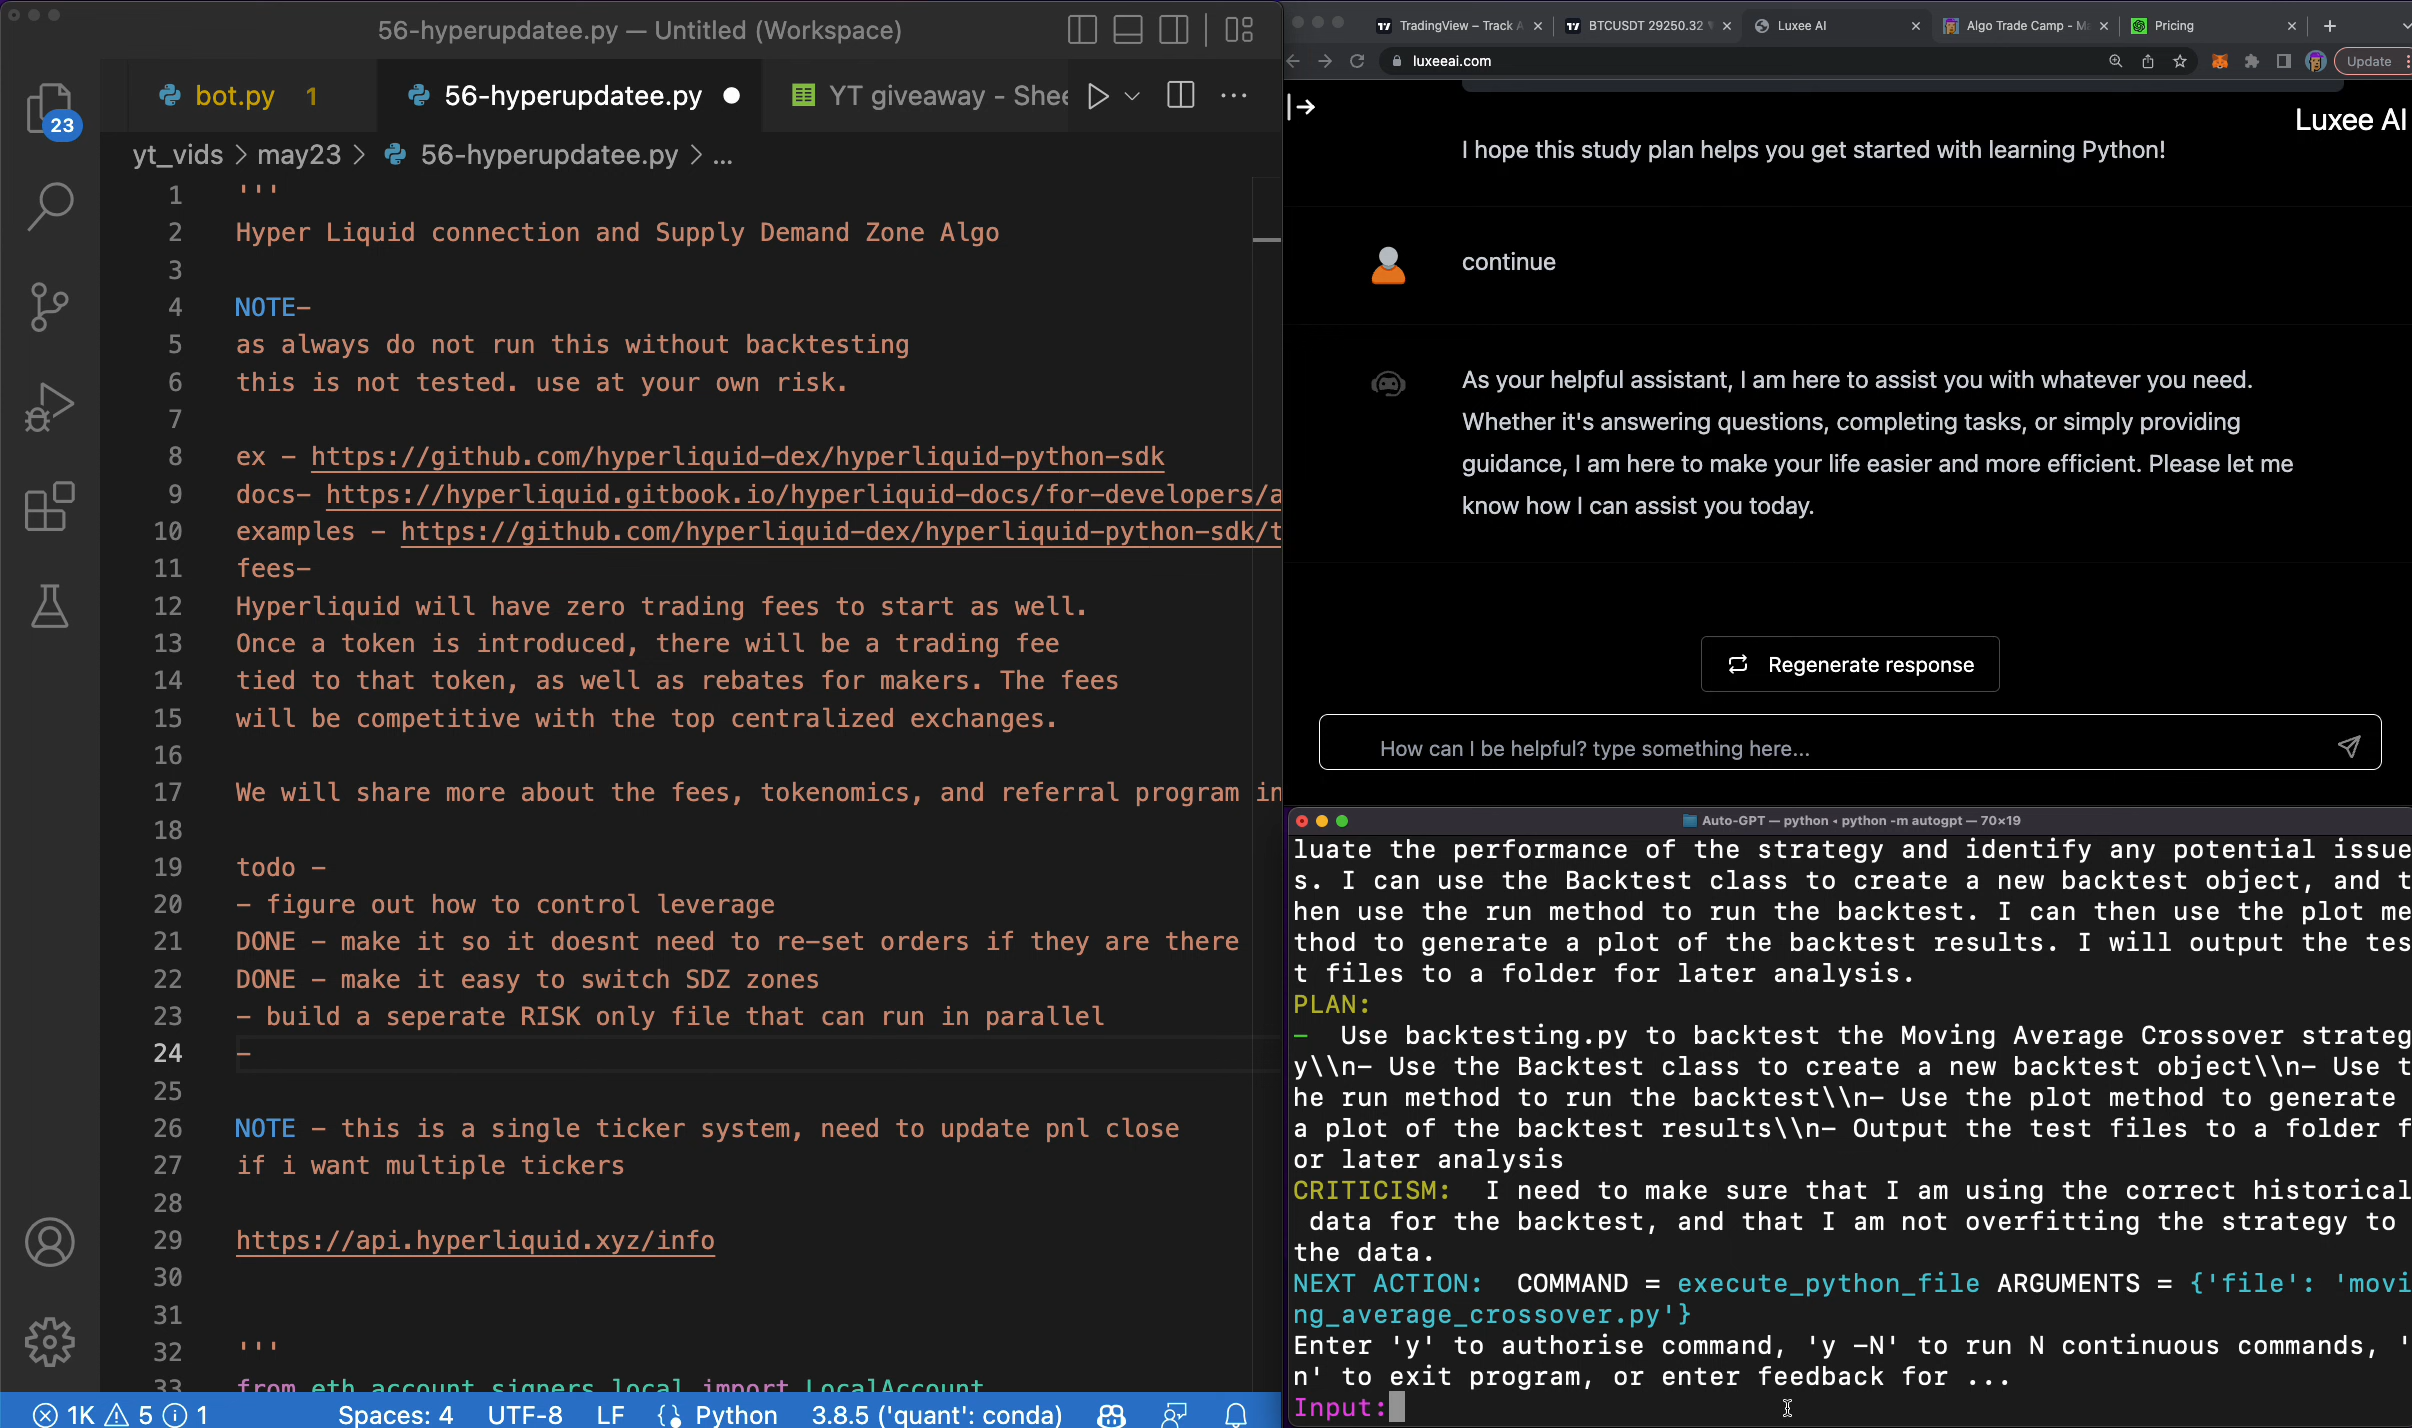 56-hyperupdatee.py — Untitled (Workspace)
bot.py 1
56-hyperupdatee.py
YT giveaway - Shee
23
yt_vids > may23 > 56-hyperupdatee.py > ...
1 '''
2 Hyper Liquid connection and Supply Demand Zone Algo
3
4 NOTE-
5 as always do not run this without backtesting
6 this is not tested. use at your own risk.
7
8 ex - https://github.com/hyperliquid-dex/hyperliquid-python-sdk
9 docs- https://hyperliquid.gitbook.io/hyperliquid-docs/for-developers/a
10 examples - https://github.com/hyperliquid-dex/hyperliquid-python-sdk/t
11 fees-
12 Hyperliquid will have zero trading fees to start as well.
13 Once a token is introduced, there will be a trading fee
14 tied to that token, as well as rebates for makers. The fees
15 will be competitive with the top centralized exchanges.
16
17 We will share more about the fees, tokenomics, and referral program in
18
19 todo -
20 - figure out how to control leverage
21 DONE - make it so it doesnt need to re-set orders if they are there
22 DONE - make it easy to switch SDZ zones
23 - build a seperate RISK only file that can run in parallel
24 -
25
26 NOTE - this is a single ticker system, need to update pnl close
27 if i want multiple tickers
28
29 https://api.hyperliquid.xyz/info
30
31
32 '''
33 from eth_account.signers.local import LocalAccount
1K 5 1 Spaces: 4 UTF-8 LF Python 3.8.5 ('quant': conda)
TradingView – Track A
BTCUSDT 29250.32
Luxee AI
Algo Trade Camp - Ma
Pricing
luxeeai.com
Update
Luxee AI
I hope this study plan helps you get started with learning Python!
continue
As your helpful assistant, I am here to assist you with whatever you need.
Whether it's answering questions, completing tasks, or simply providing
guidance, I am here to make your life easier and more efficient. Please let me
know how I can assist you today.
Regenerate response
How can I be helpful? type something here...
Auto-GPT — python ◂ python -m autogpt — 70×19
luate the performance of the strategy and identify any potential issue
s. I can use the Backtest class to create a new backtest object, and t
hen use the run method to run the backtest. I can then use the plot me
thod to generate a plot of the backtest results. I will output the tes
t files to a folder for later analysis.
PLAN:
-  Use backtesting.py to backtest the Moving Average Crossover strateg
y\\n- Use the Backtest class to create a new backtest object\\n- Use t
he run method to run the backtest\\n- Use the plot method to generate
a plot of the backtest results\\n- Output the test files to a folder f
or later analysis
CRITICISM:  I need to make sure that I am using the correct historical
 data for the backtest, and that I am not overfitting the strategy to
the data.
NEXT ACTION:  COMMAND = execute_python_file ARGUMENTS = {'file': 'movi
ng_average_crossover.py'}
Enter 'y' to authorise command, 'y -N' to run N continuous commands, '
n' to exit program, or enter feedback for ...
Input: